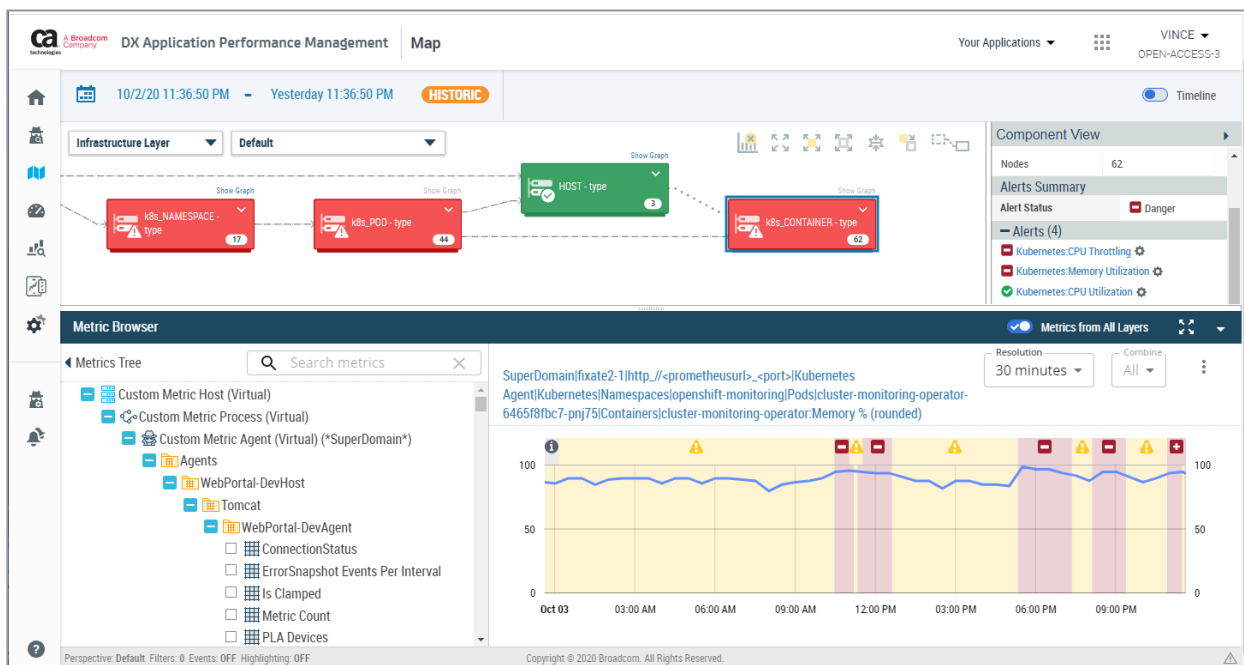 ca
technologies
A Broadcom
Company
DX Application Performance Management
Map
Your Applications
VINCE
OPEN-ACCESS-3
10/2/20 11:36:50 PM – Yesterday 11:36:50 PM
HISTORIC
Timeline
Infrastructure Layer
Default
Show Graph
k8s_NAMESPACE -
type
17
Show Graph
k8s_POD - type
44
Show Graph
HOST - type
3
Show Graph
k8s_CONTAINER - type
62
Component View
Nodes 62
Alerts Summary
Alert Status Danger
Alerts (4)
Kubernetes:CPU Throttling
Kubernetes:Memory Utilization
Kubernetes:CPU Utilization
Metric Browser
Metrics from All Layers
Metrics Tree
Search metrics
Custom Metric Host (Virtual)
Custom Metric Process (Virtual)
Custom Metric Agent (Virtual) (*SuperDomain*)
Agents
WebPortal-DevHost
Tomcat
WebPortal-DevAgent
ConnectionStatus
ErrorSnapshot Events Per Interval
Is Clamped
Metric Count
PLA Devices
SuperDomain|fixate2-1|http_//<prometheusurl>_<port>|Kubernetes
Agent|Kubernetes|Namespaces|openshift-monitoring|Pods|cluster-monitoring-operator-
6465f8fbc7-pnj75|Containers|cluster-monitoring-operator:Memory % (rounded)
Resolution
30 minutes
Combine
All
100
50
0
100
50
0
Oct 03 03:00 AM 06:00 AM 09:00 AM 12:00 PM 03:00 PM 06:00 PM 09:00 PM
Perspective: Default Filters: 0 Events: OFF Highlighting: OFF
Copyright © 2020 Broadcom. All Rights Reserved.